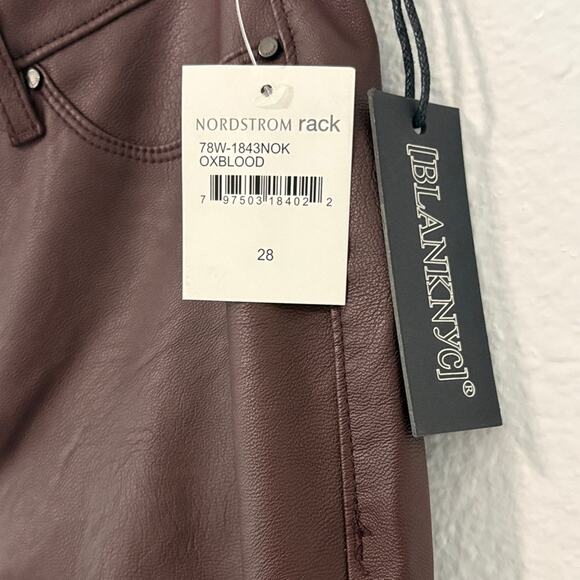 NORDSTROM rack
78W-1843NOK
OXBLOOD
7 97503 18402 2
28
[BLANKNYC]®